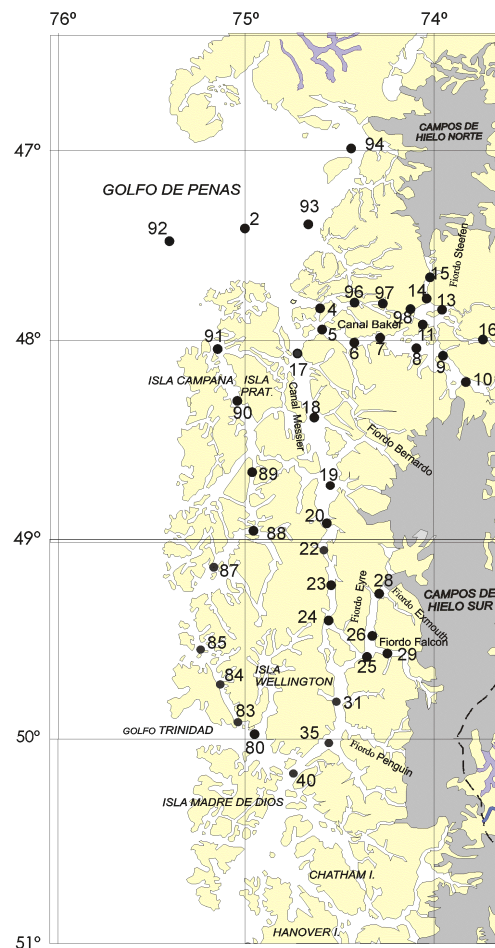 76º 75º 74º
CAMPOS DE
HIELO NORTE
47º
94
GOLFO DE PENAS
93
2
92
Fiordo Steefen
15
14
96 97
13
4
98
Canal Baker
11
16
5
48º
91
6 7 8
9
17
10
ISLA CAMPANA
ISLA
PRAT.
Canal Messier
90
18
Fiordo Bernardo
89
19
20
88
49º
22
87
23
Fiordo Eyre
28
Fiordo Exmouth
CAMPOS DE
HIELO SUR
24
26
Fiordo Falcon
85
25
29
84
ISLA
WELLINGTON
31
83
GOLFO TRINIDAD
80
35
50º
Fiordo Penguin
40
ISLA MADRE DE DIOS
CHATHAM I.
HANOVER I.
51º